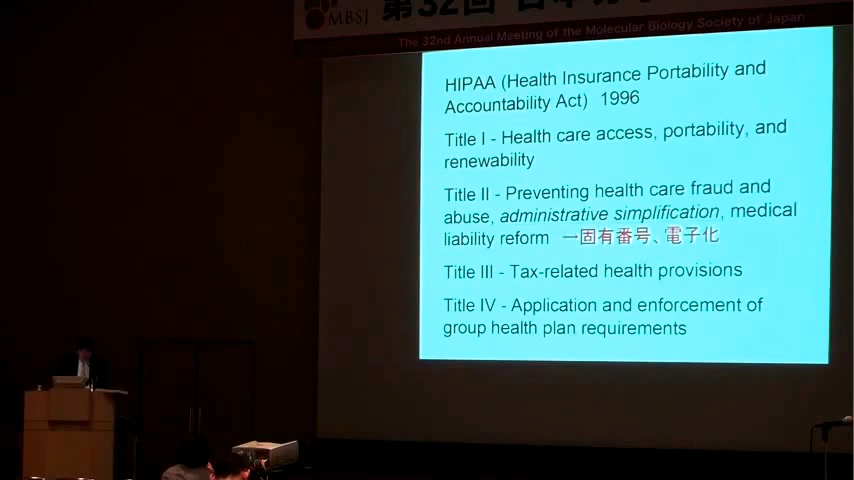 MBSJ 第32回 日本
The 32nd Annual Meeting of the Molecular Biology Society of Japan
HIPAA (Health Insurance Portability and
Accountability Act) 1996
Title I - Health care access, portability, and
renewability
Title II - Preventing health care fraud and
abuse, administrative simplification, medical
liability reform 一固有番号、電子化
Title III - Tax-related health provisions
Title IV - Application and enforcement of
group health plan requirements